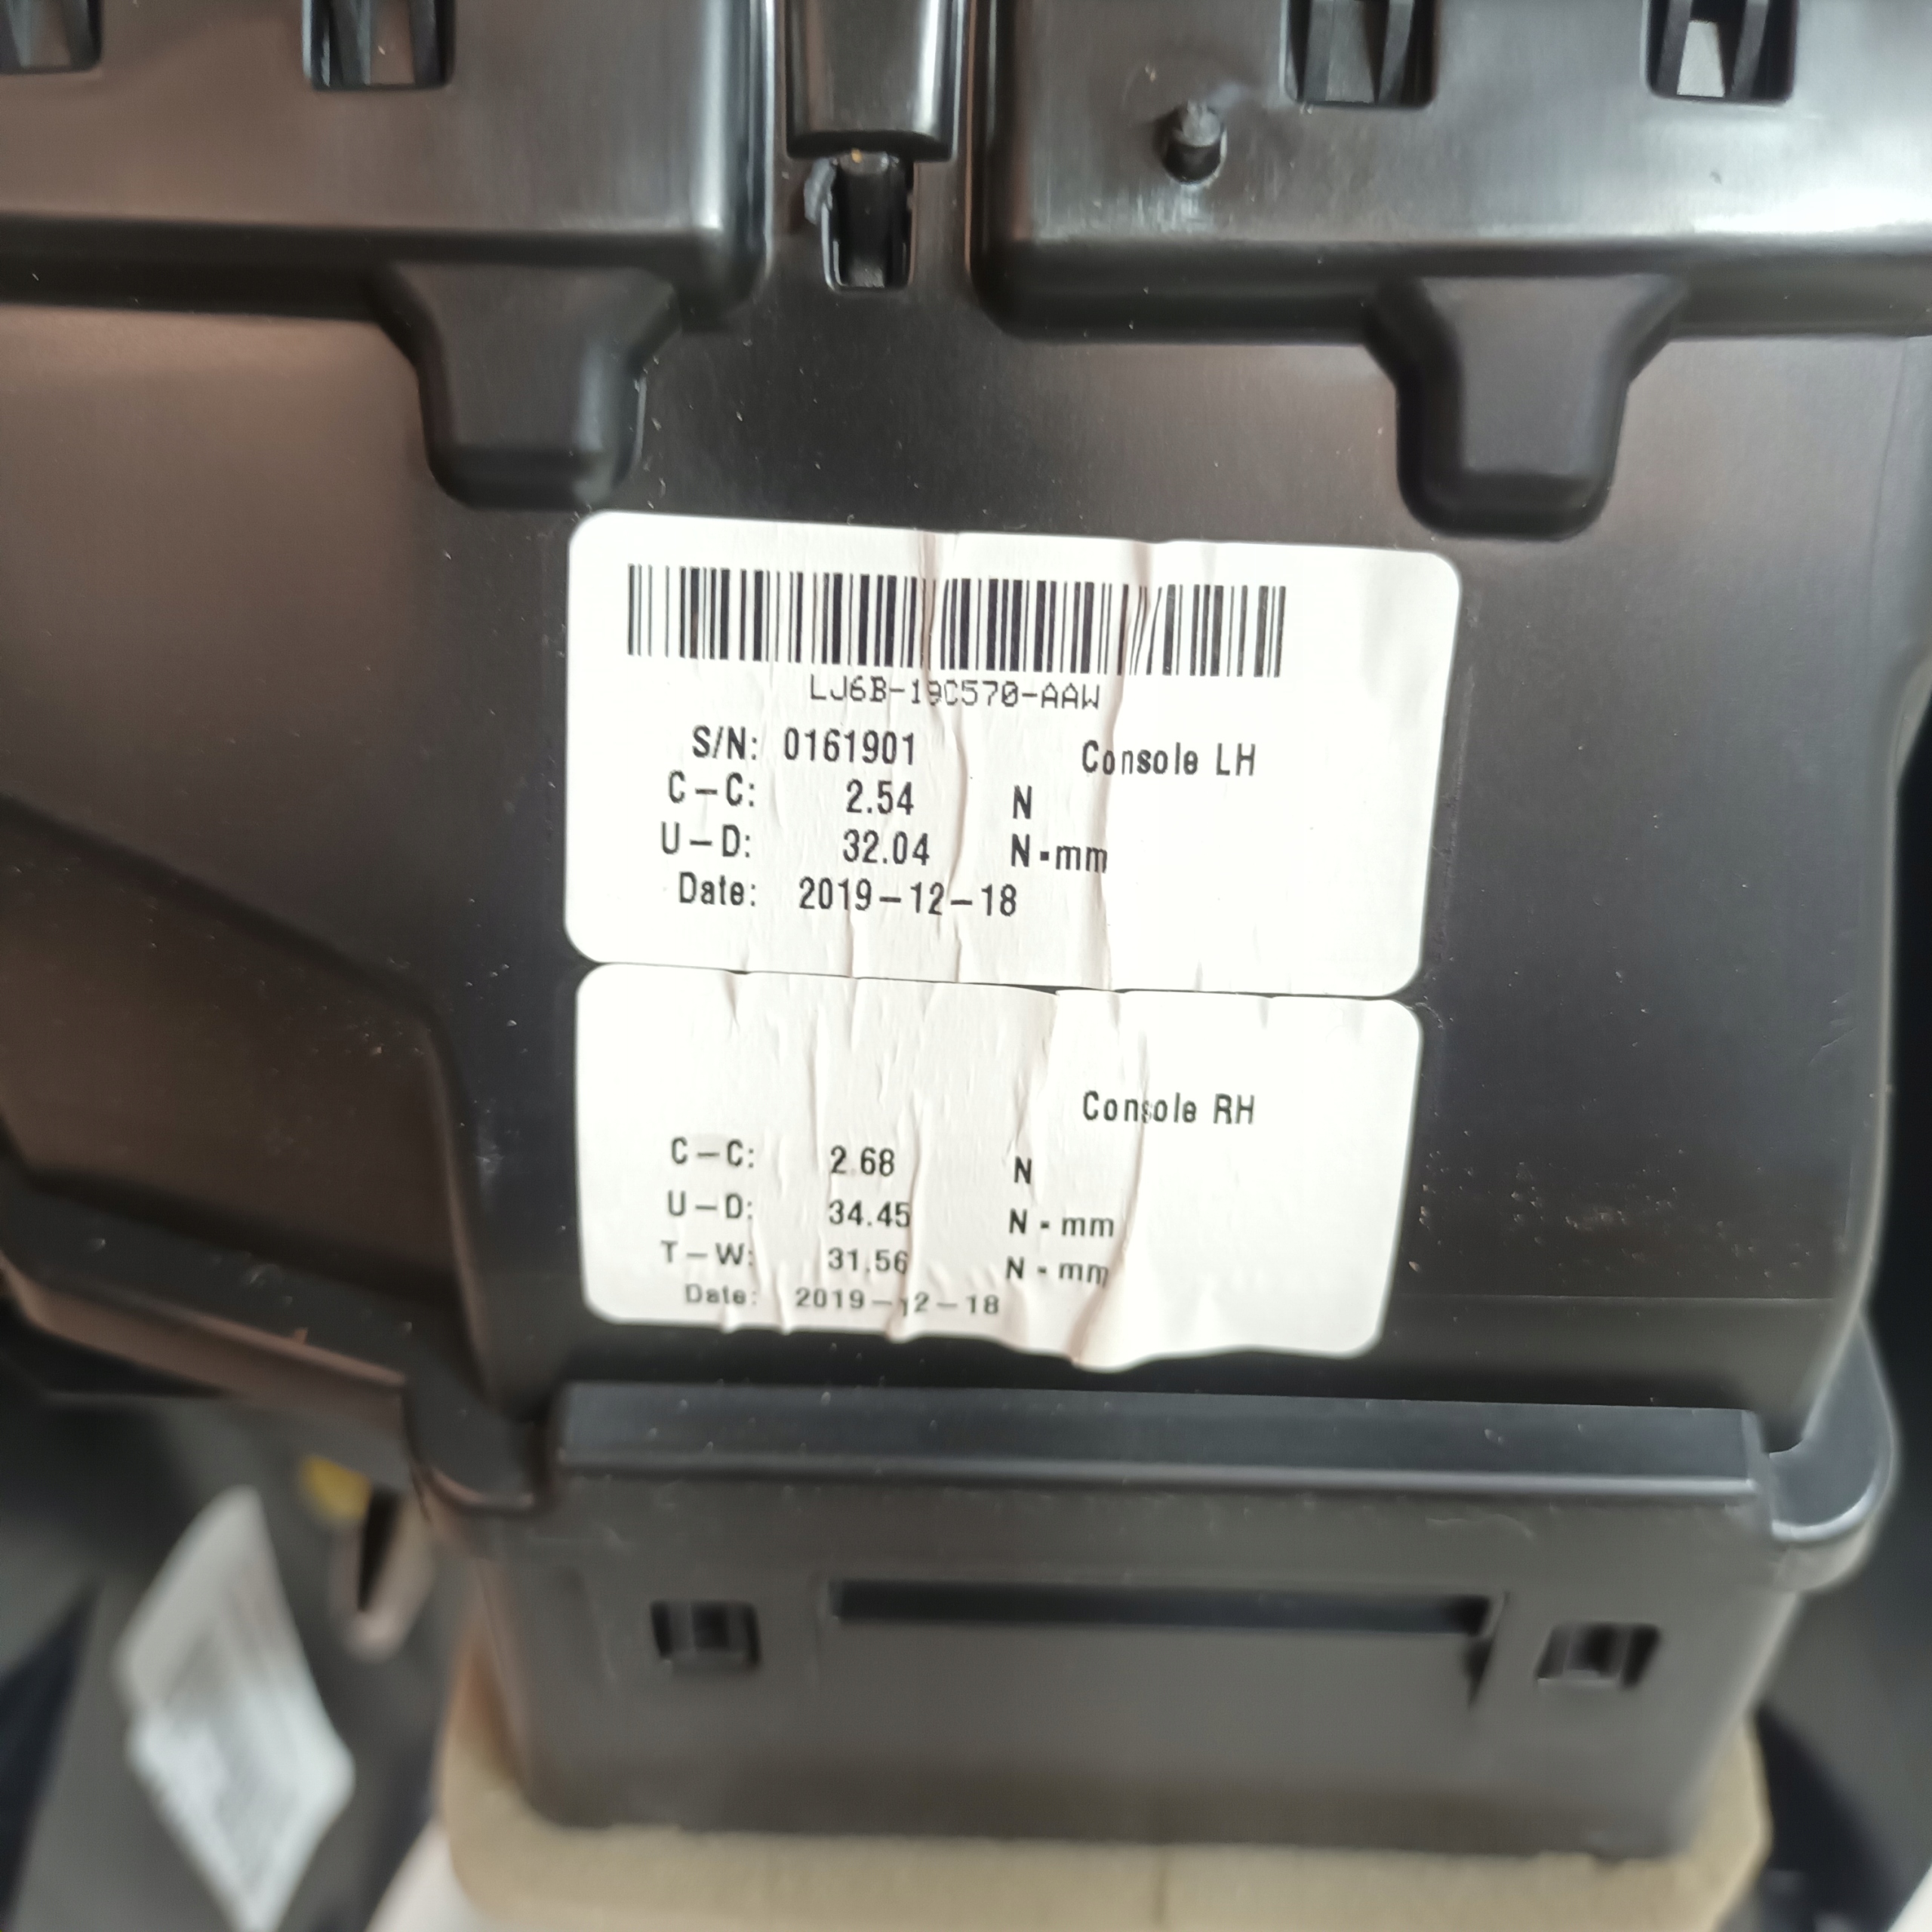 LJ6B-19C570-AAW
S/N: 0161901 Console LH
C-C: 2.54 N
U-D: 32.04 N-mm
Date: 2019-12-18
Console RH
C-C: 2.68 N
U-D: 34.45 N-mm
T-W: 31.56 N-mm
Date: 2019-12-18